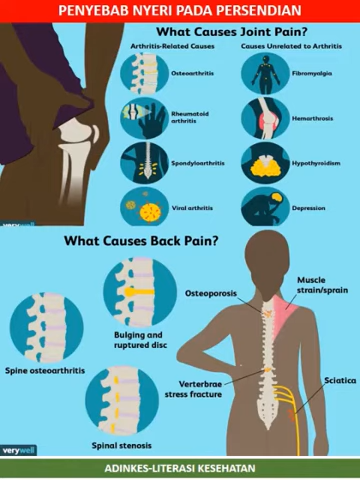 PENYEBAB NYERI PADA PERSENDIAN
What Causes Joint Pain?
Arthritis-Related Causes
Causes Unrelated to Arthritis
Osteoarthritis
Fibromyalgia
Rheumatoid
arthritis
Hemarthrosis
Spondyloarthritis
Hypothyroidism
Viral arthritis
Depression
verywell
What Causes Back Pain?
Osteoporosis
Muscle
strain/sprain
Bulging and
ruptured disc
Spine osteoarthritis
Vertebrae
stress fracture
Sciatica
Spinal stenosis
verywell
ADINKES-LITERASI KESEHATAN